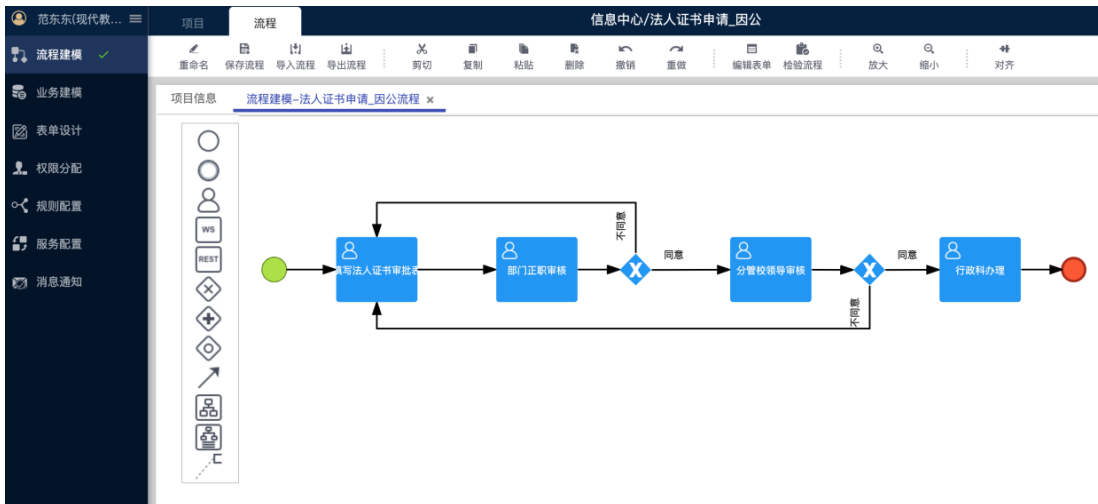 范东东(现代教...
项目
流程
信息中心/法人证书申请_因公
流程建模
业务建模
表单设计
权限分配
规则配置
服务配置
消息通知
重命名
保存流程
导入流程
导出流程
剪切
复制
粘贴
删除
撤销
重做
编辑表单
检验流程
放大
缩小
对齐
项目信息
流程建模-法人证书申请_因公流程 ×
WS
REST
填写法人证书审批表
部门正职审核
不同意
同意
分管校领导审核
不同意
同意
行政科办理